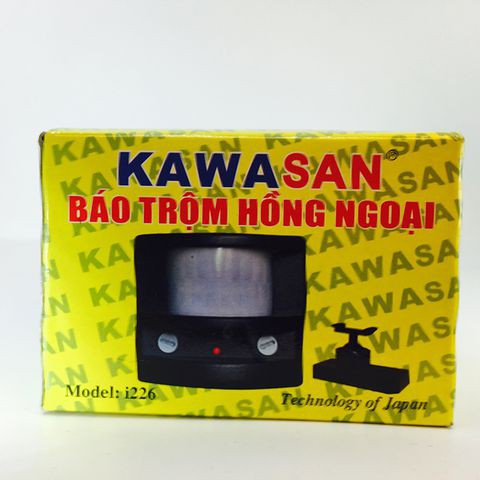 KAWASAN®
BÁO TRỘM HỒNG NGOẠI
Model: i226
Technology of Japan